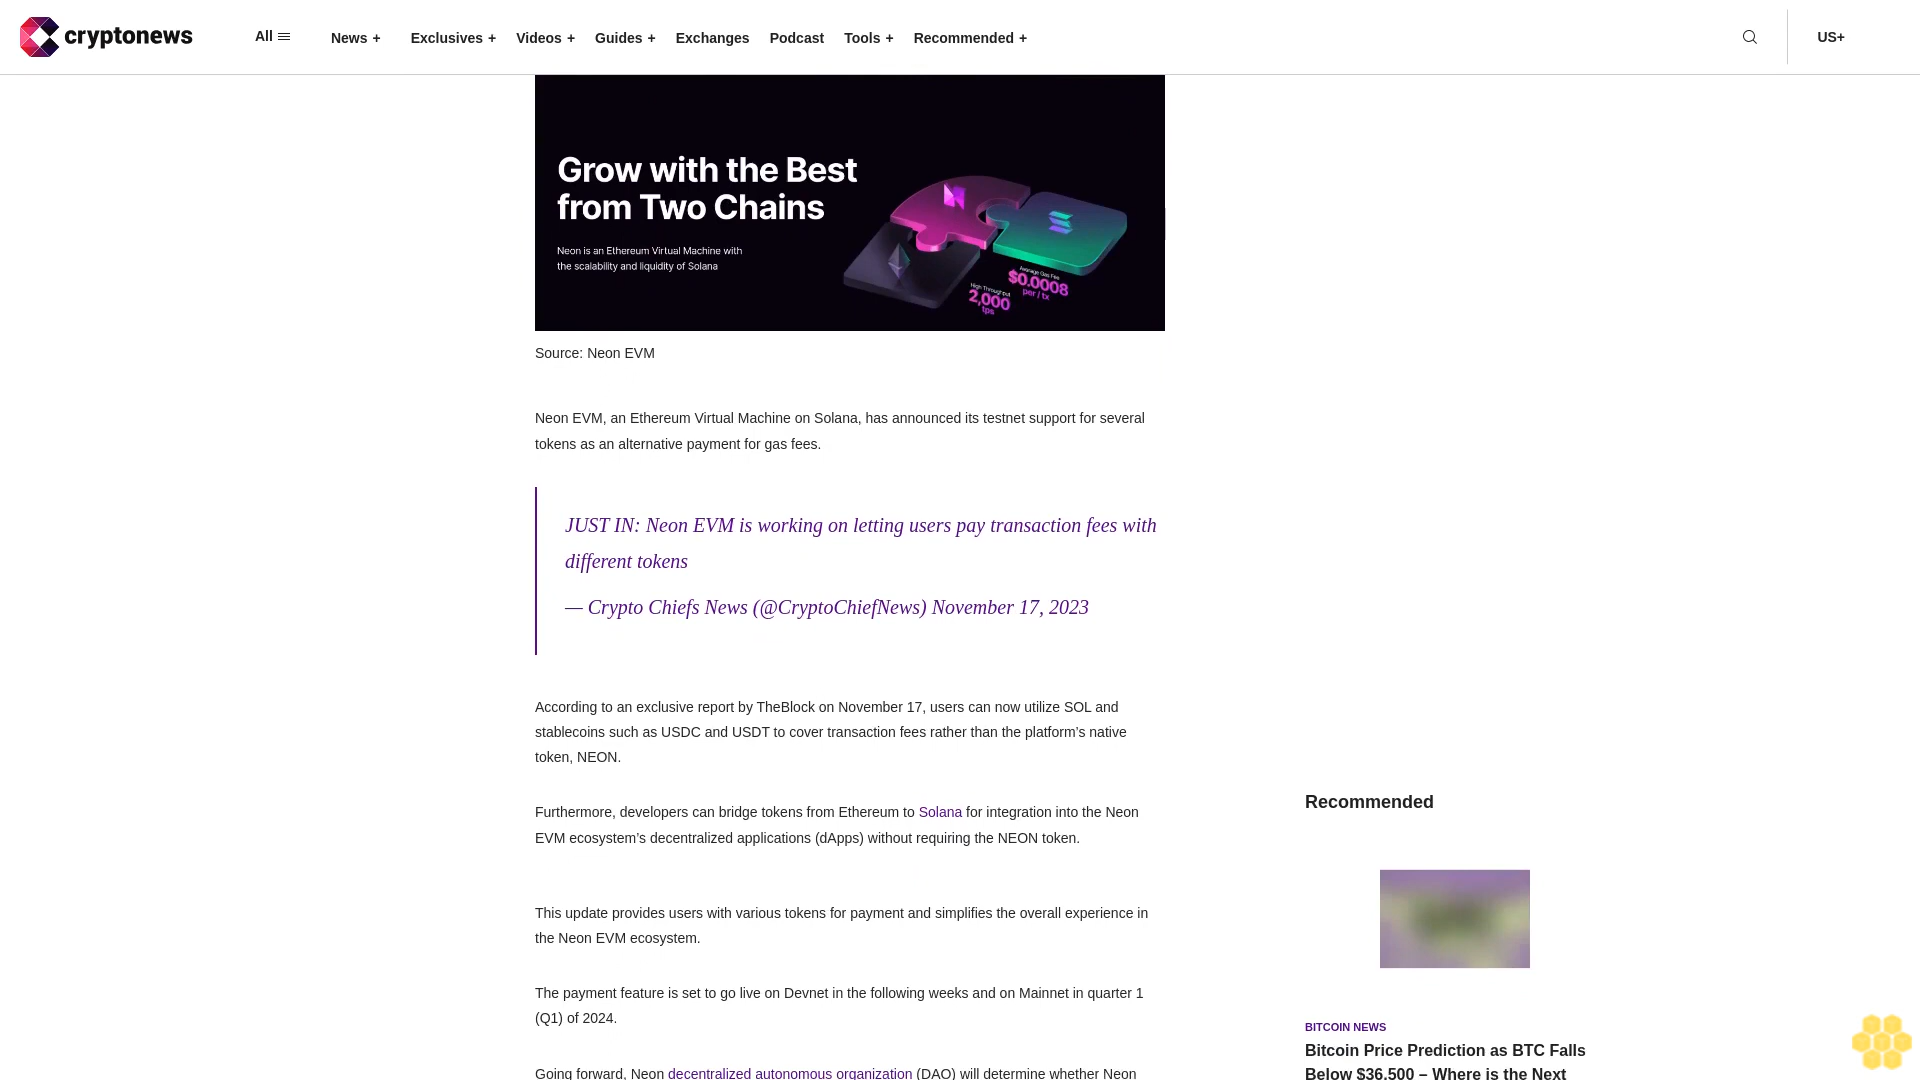 cryptonews
All
News +
Exclusives +
Videos +
Guides +
Exchanges
Podcast
Tools +
Recommended +
US+
Grow with the Best
from Two Chains
Neon is an Ethereum Virtual Machine with
the scalability and liquidity of Solana
Average Gas Fee
$0.0008
per / tx
High Throughput
2,000
tps
Source: Neon EVM
Neon EVM, an Ethereum Virtual Machine on Solana, has announced its testnet support for several
tokens as an alternative payment for gas fees.
JUST IN: Neon EVM is working on letting users pay transaction fees with
different tokens
— Crypto Chiefs News (@CryptoChiefNews) November 17, 2023
According to an exclusive report by TheBlock on November 17, users can now utilize SOL and
stablecoins such as USDC and USDT to cover transaction fees rather than the platform’s native
token, NEON.
Furthermore, developers can bridge tokens from Ethereum to Solana for integration into the Neon
EVM ecosystem’s decentralized applications (dApps) without requiring the NEON token.
This update provides users with various tokens for payment and simplifies the overall experience in
the Neon EVM ecosystem.
The payment feature is set to go live on Devnet in the following weeks and on Mainnet in quarter 1
(Q1) of 2024.
Going forward, Neon decentralized autonomous organization (DAO) will determine whether Neon
Recommended
BITCOIN NEWS
Bitcoin Price Prediction as BTC Falls
Below $36,500 – Where is the Next